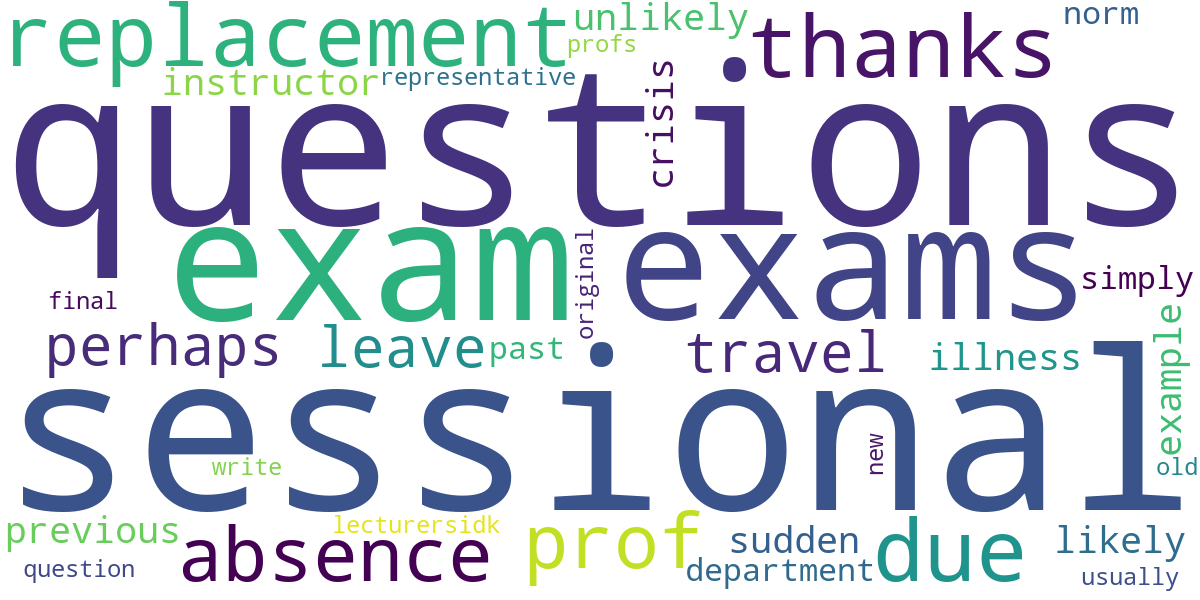 replacement
unlikely
norm
profs
thanks
instructor
representative
crisis
questions
exam
original
exams
simply
final
perhaps
leave
past
travel
illness
example
sessional
write
new
old
previous
lecturersidk
prof
absence
sudden
due
likely
question
department
usually